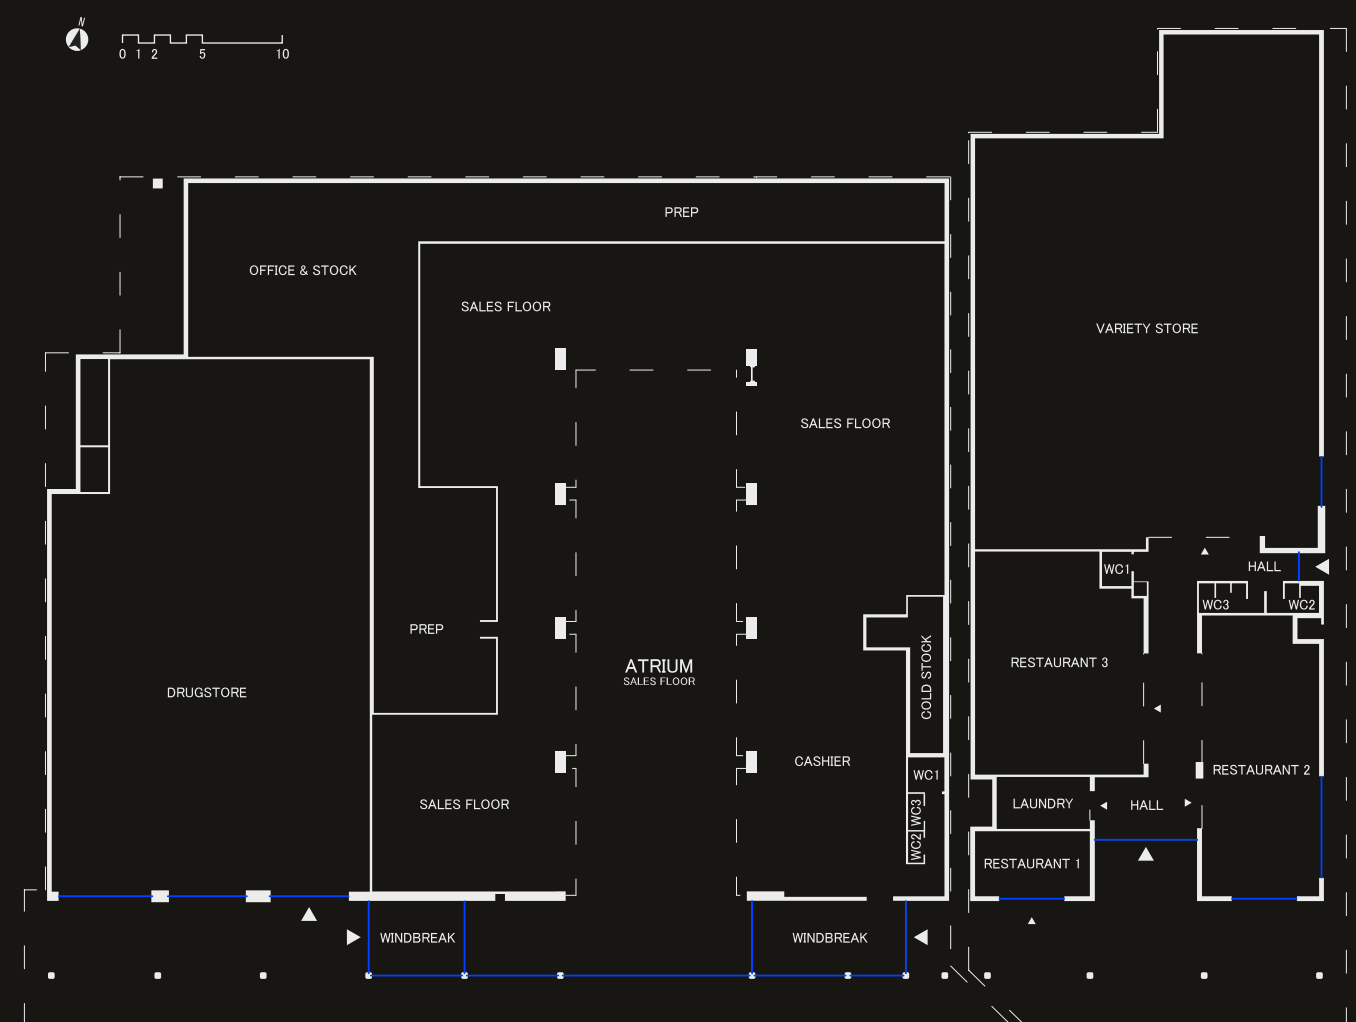 N
0 1 2 5 10
PREP
OFFICE & STOCK
SALES FLOOR
VARIETY STORE
SALES FLOOR
WC1
HALL
WC3
WC2
PREP
ATRIUM
SALES FLOOR
COLD STOCK
RESTAURANT 3
DRUGSTORE
CASHIER
WC1
RESTAURANT 2
SALES FLOOR
WC3
LAUNDRY
HALL
WC2
RESTAURANT 1
WINDBREAK
WINDBREAK